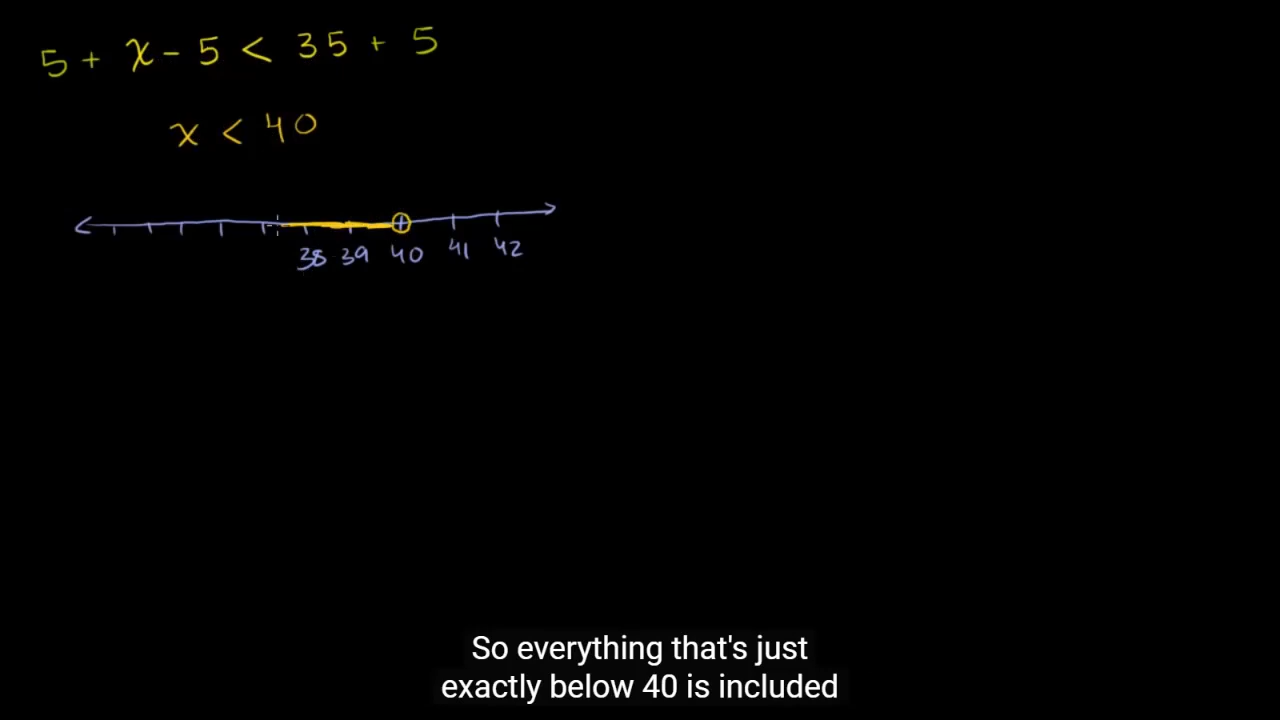 5 + x - 5 < 35 + 5
x < 40
38 39 40 41 42
So everything that's just
exactly below 40 is included